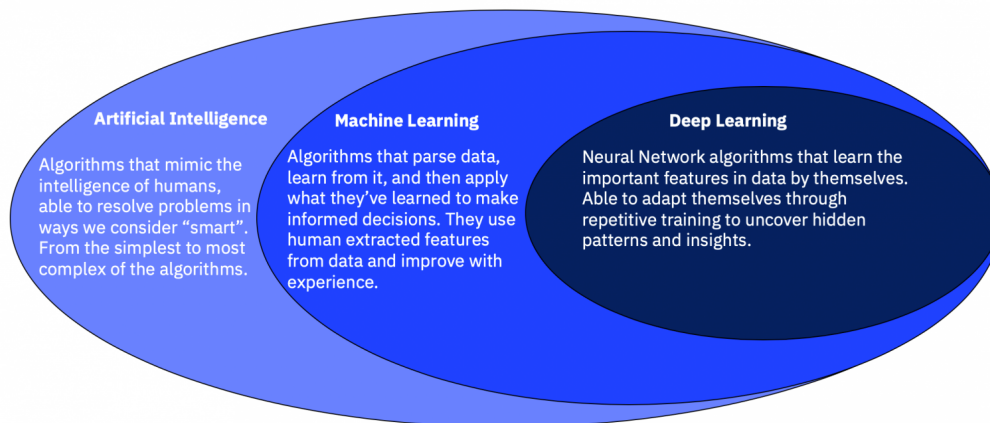 Artificial Intelligence
Algorithms that mimic the
intelligence of humans,
able to resolve problems in
ways we consider “smart”.
From the simplest to most
complex of the algorithms.
Machine Learning
Algorithms that parse data,
learn from it, and then apply
what they’ve learned to make
informed decisions. They use
human extracted features
from data and improve with
experience.
Deep Learning
Neural Network algorithms that learn the
important features in data by themselves.
Able to adapt themselves through
repetitive training to uncover hidden
patterns and insights.